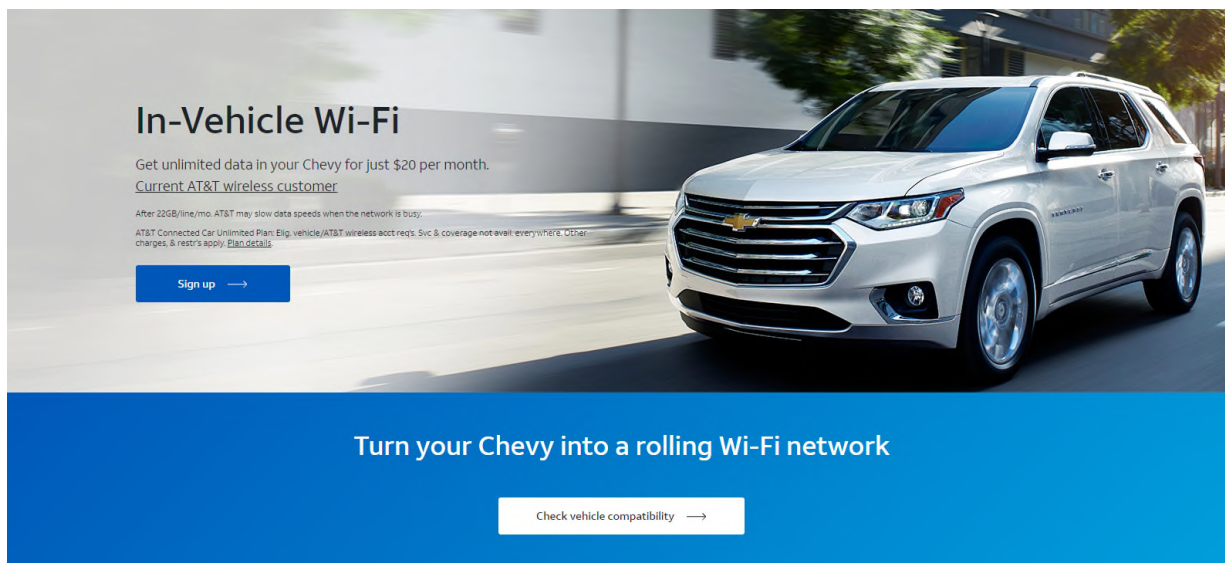 In-Vehicle Wi-Fi
Get unlimited data in your Chevy for just $20 per month.
Current AT&T wireless customer
After 22GB/line/mo. AT&T may slow data speeds when the network is busy.
AT&T Connected Car Unlimited Plan: Elig. vehicle/AT&T wireless acct req's. Svc & coverage not avail. everywhere. Other
charges, & restr's apply. Plan details.
Sign up
Turn your Chevy into a rolling Wi-Fi network
Check vehicle compatibility